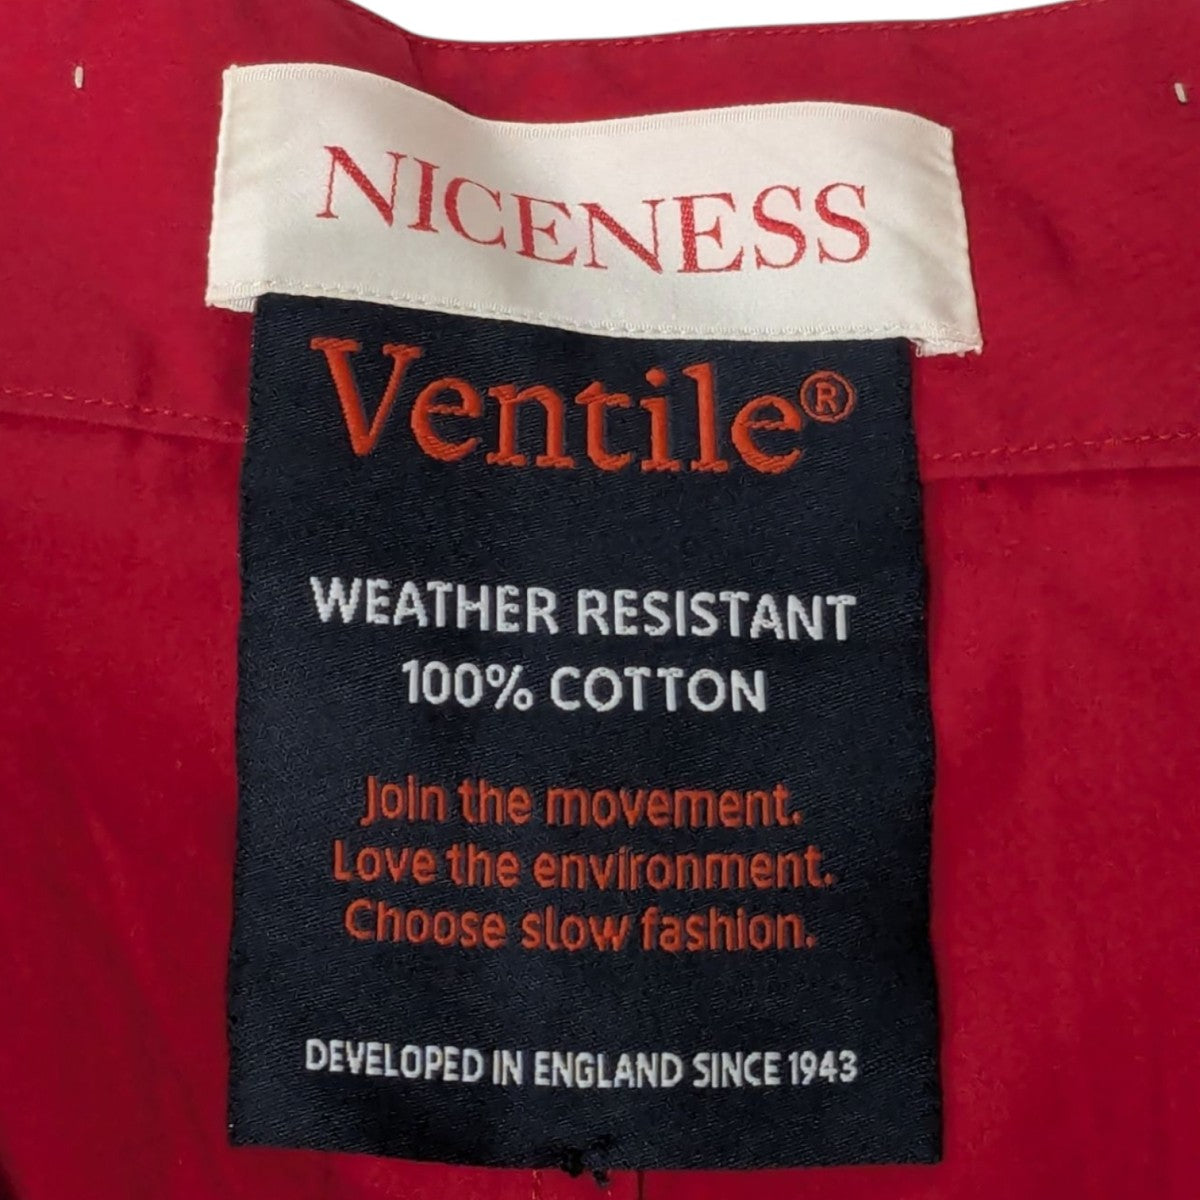 NICENESS
Ventile®
WEATHER RESISTANT
100% COTTON
Join the movement.
Love the environment.
Choose slow fashion.
DEVELOPED IN ENGLAND SINCE 1943